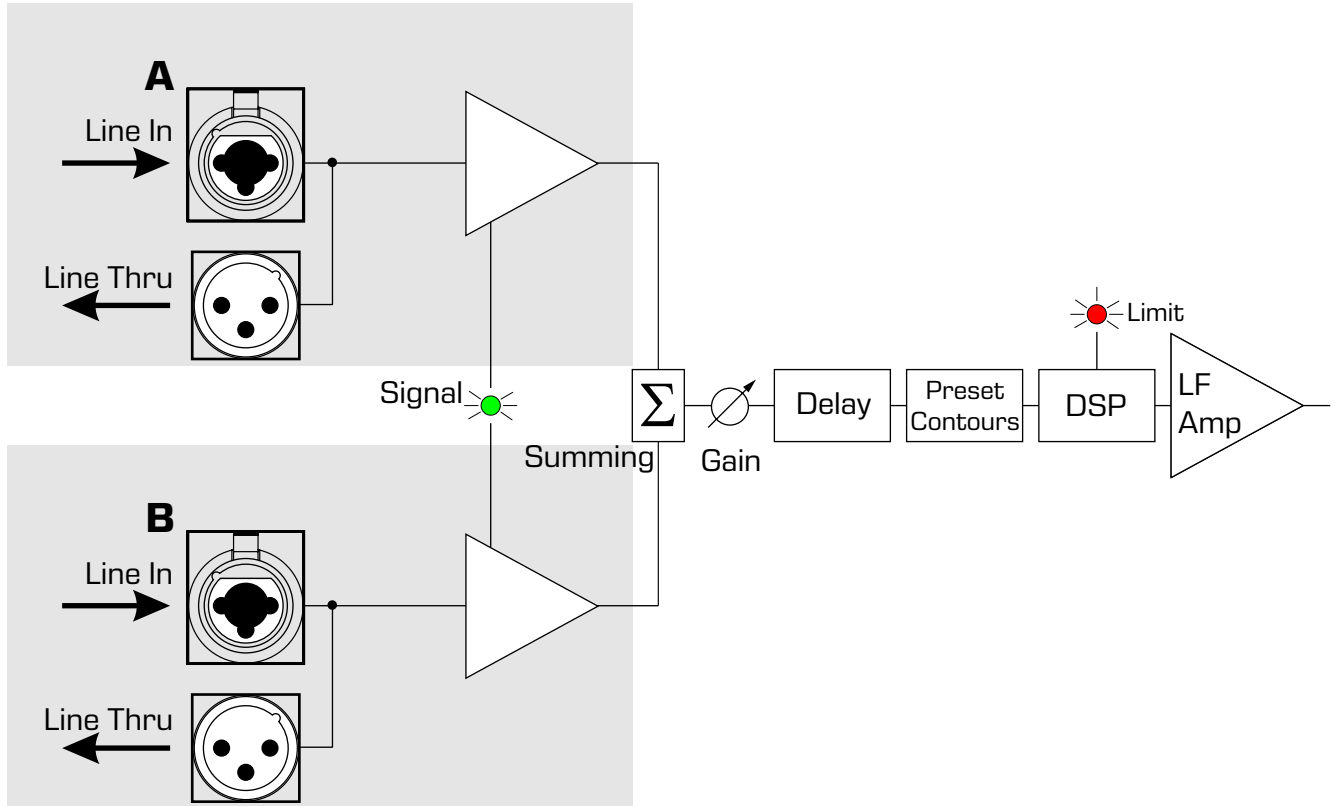 A
Line In
Line Thru
Signal
Σ
Summing
Gain
Delay
Preset
Contours
DSP
Limit
LF
Amp
B
Line In
Line Thru